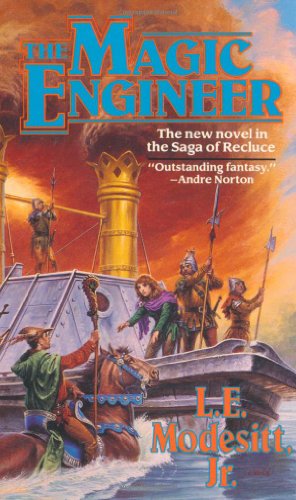 THE
MAGIC
ENGINEER
The new novel in
the Saga of Recluce
"Outstanding fantasy."
—Andre Norton
L.E.
Modesitt,
Jr.